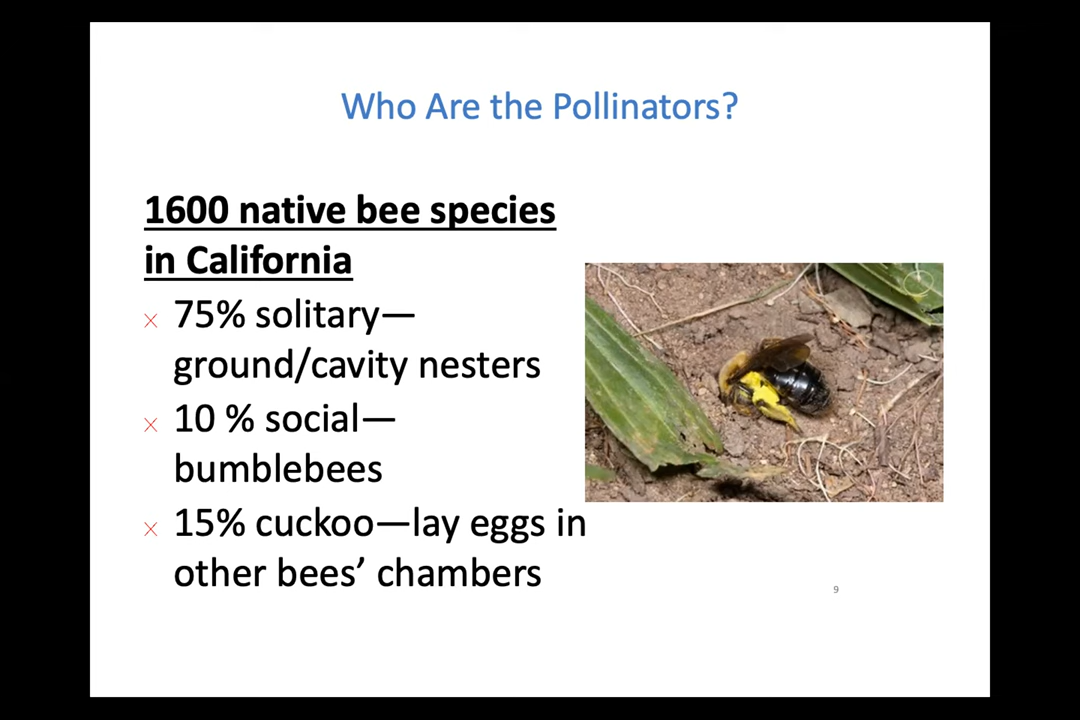 Who Are the Pollinators?
1600 native bee species
in California
× 75% solitary—
ground/cavity nesters
× 10 % social—
bumblebees
× 15% cuckoo—lay eggs in
other bees’ chambers
9